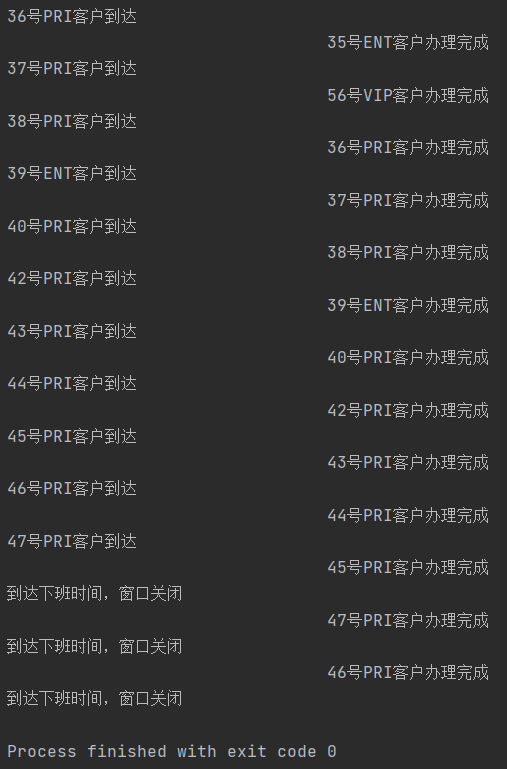 36号PRI客户到达
35号ENT客户办理完成
37号PRI客户到达
56号VIP客户办理完成
38号PRI客户到达
36号PRI客户办理完成
39号ENT客户到达
37号PRI客户办理完成
40号PRI客户到达
38号PRI客户办理完成
42号PRI客户到达
39号ENT客户办理完成
43号PRI客户到达
40号PRI客户办理完成
44号PRI客户到达
42号PRI客户办理完成
45号PRI客户到达
43号PRI客户办理完成
46号PRI客户到达
44号PRI客户办理完成
47号PRI客户到达
45号PRI客户办理完成
到达下班时间，窗口关闭
47号PRI客户办理完成
到达下班时间，窗口关闭
46号PRI客户办理完成
到达下班时间，窗口关闭
Process finished with exit code 0